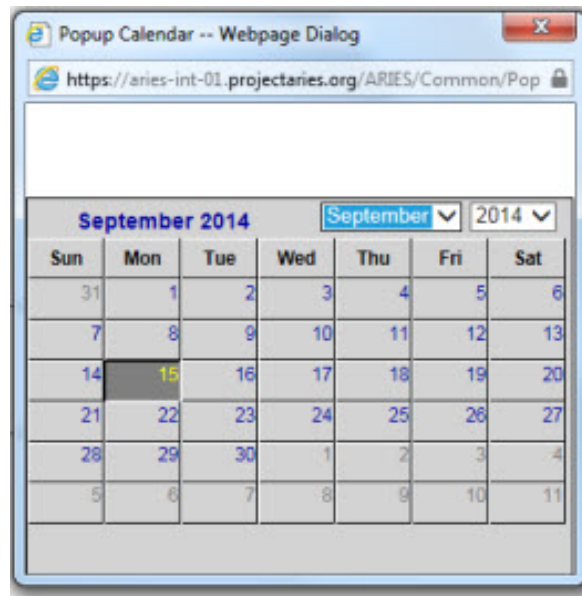 Popup Calendar -- Webpage Dialog
https://aries-int-01.projectaries.org/ARIES/Common/Pop
September 2014 September 2014
Sun Mon Tue Wed Thu Fri Sat
31 1 2 3 4 5 6
7 8 9 10 11 12 13
14 15 16 17 18 19 20
21 22 23 24 25 26 27
28 29 30 1 2 3 4
5 6 7 8 9 10 11